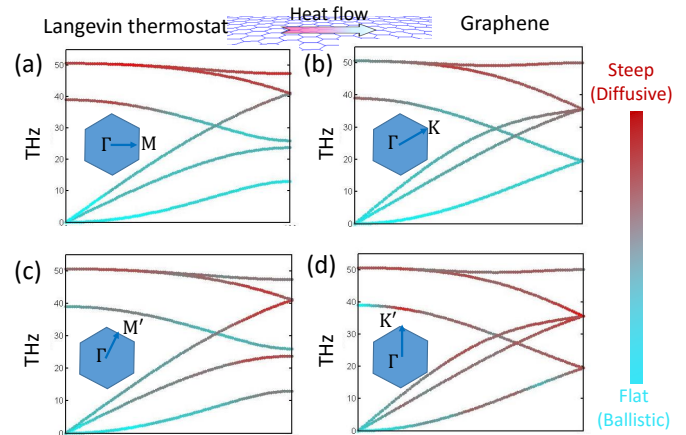 Langevin thermostat
Heat flow
Graphene
(a)
(b)
Steep
(Diffusive)
THz
50
40
30
20
10
0
Γ
M
THz
50
40
30
20
10
0
Γ
K
(c)
(d)
THz
50
40
30
20
10
0
Γ
M′
THz
50
40
30
20
10
0
Γ
K′
Flat
(Ballistic)